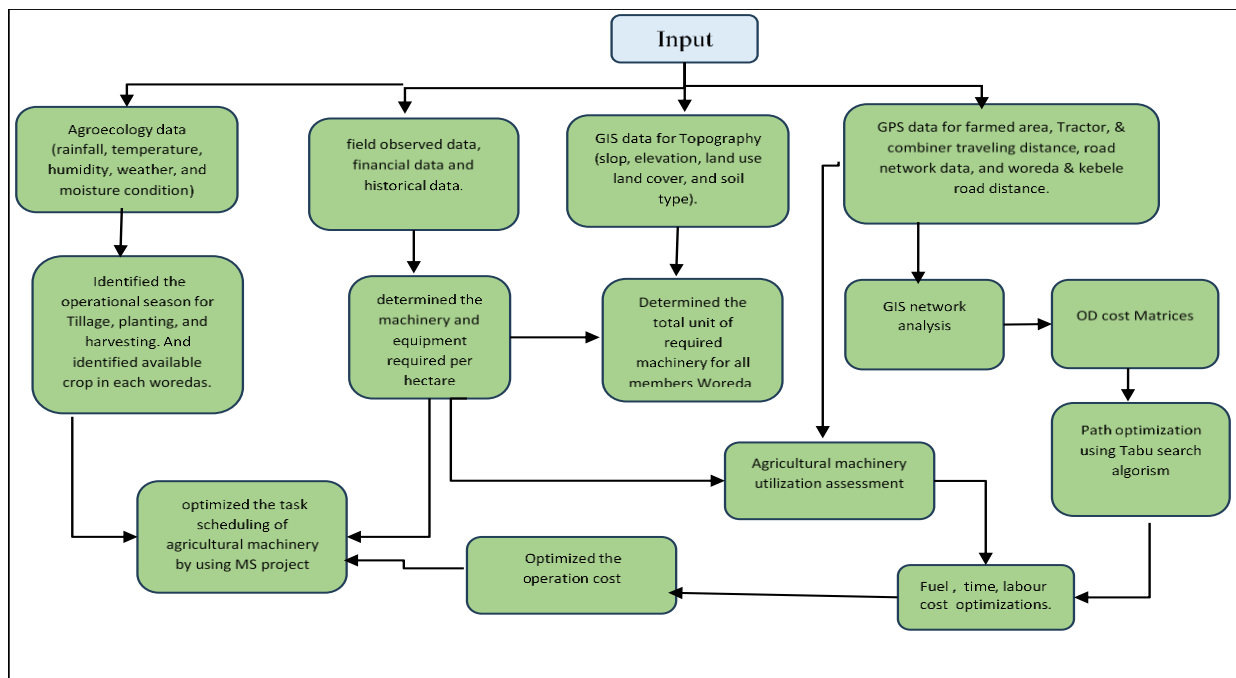 Input
Agroecology data
(rainfall, temperature,
humidity, weather, and
moisture condition)
field observed data,
financial data and
historical data.
GIS data for Topography
(slop, elevation, land use
land cover, and soil
type).
GPS data for farmed area, Tractor, &
combiner traveling distance, road
network data, and woreda & kebele
road distance.
Identified the
operational season for
Tillage, planting, and
harvesting. And
identified available
crop in each woredas.
determined the
machinery and
equipment
required per
hectare
Determined the
total unit of
required
machinery for all
members Woreda
GIS network
analysis
OD cost Matrices
Path optimization
using Tabu search
algorism
Agricultural machinery
utilization assessment
optimized the task
scheduling of
agricultural machinery
by using MS project
Optimized the
operation cost
Fuel , time, labour
cost optimizations.